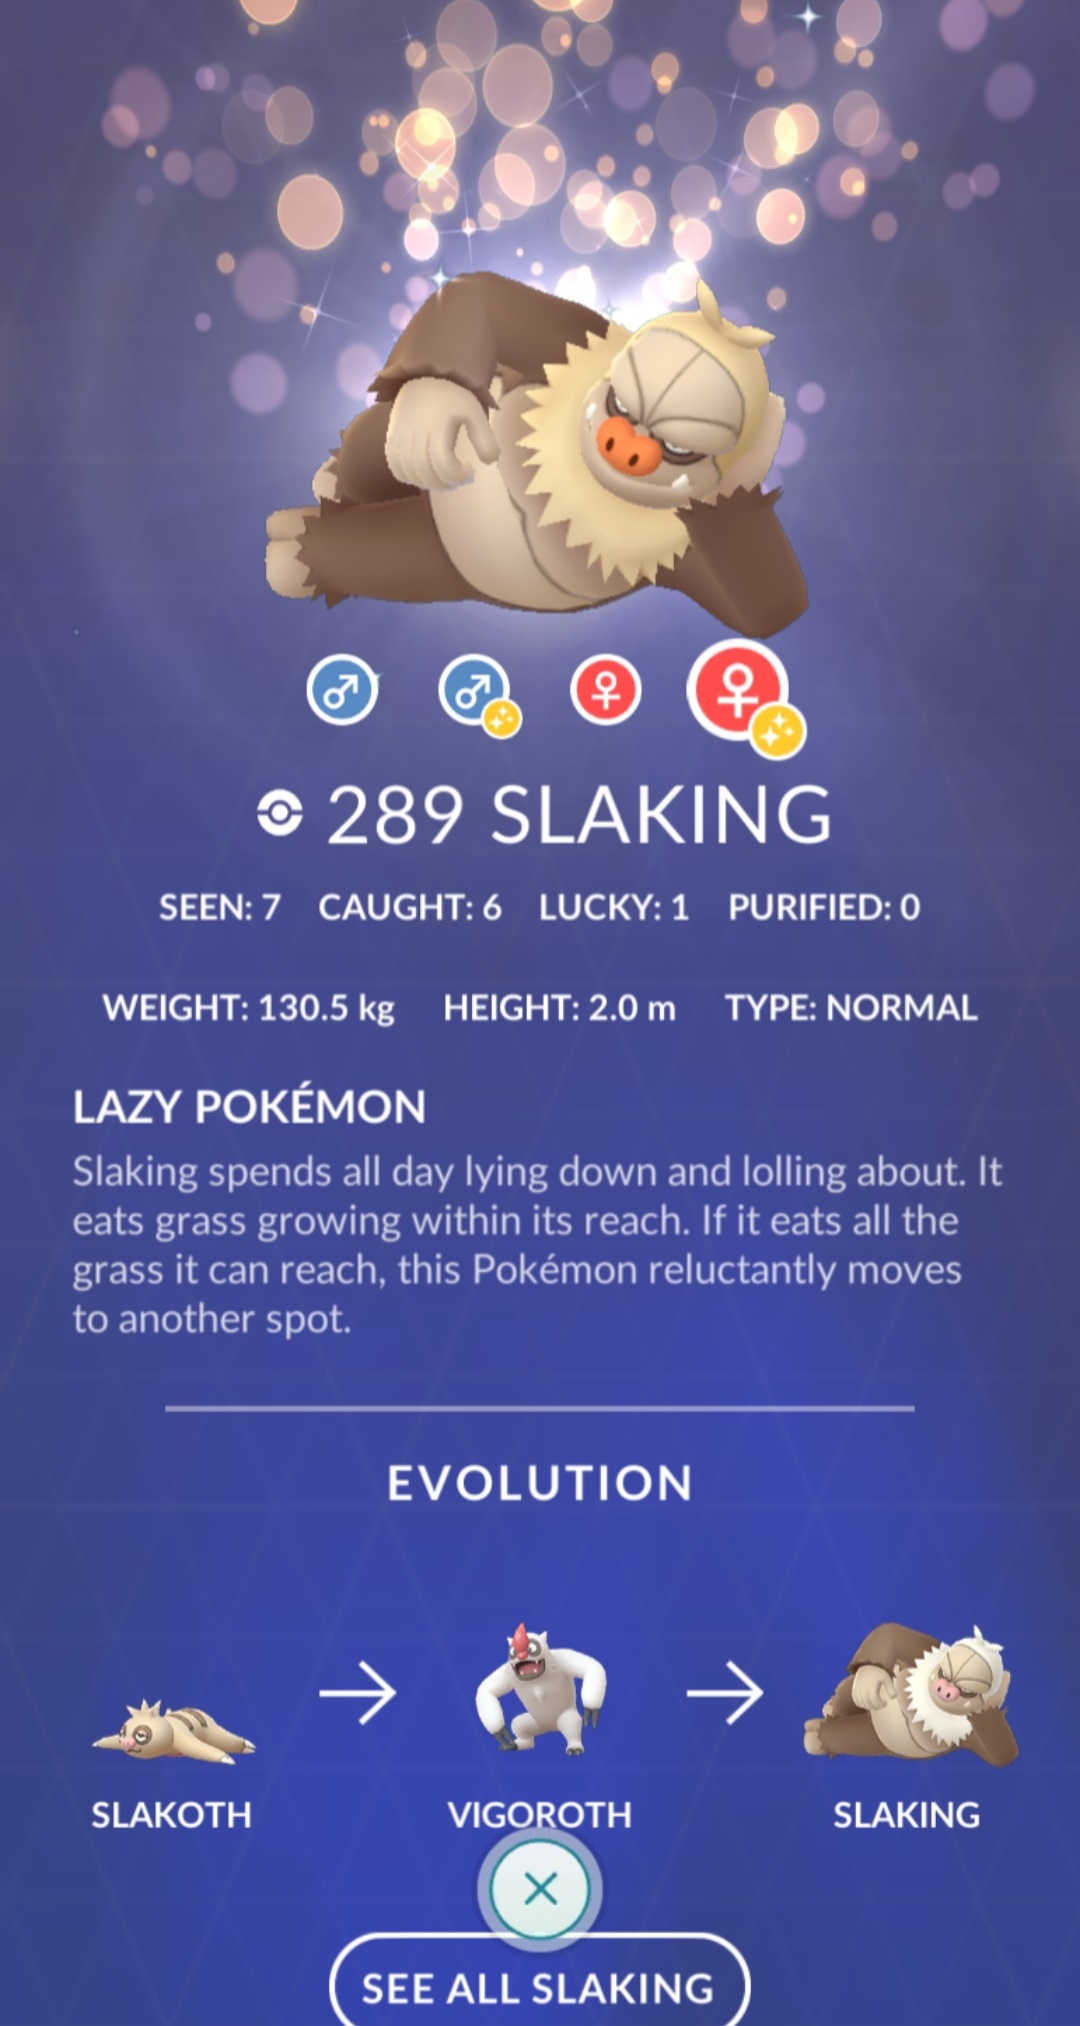 289 SLAKING
SEEN: 7 CAUGHT: 6 LUCKY: 1 PURIFIED: 0
WEIGHT: 130.5 kg HEIGHT: 2.0 m TYPE: NORMAL
LAZY POKÉMON
Slaking spends all day lying down and lolling about. It
eats grass growing within its reach. If it eats all the
grass it can reach, this Pokémon reluctantly moves
to another spot.
EVOLUTION
SLAKOTH VIGOROTH SLAKING
SEE ALL SLAKING